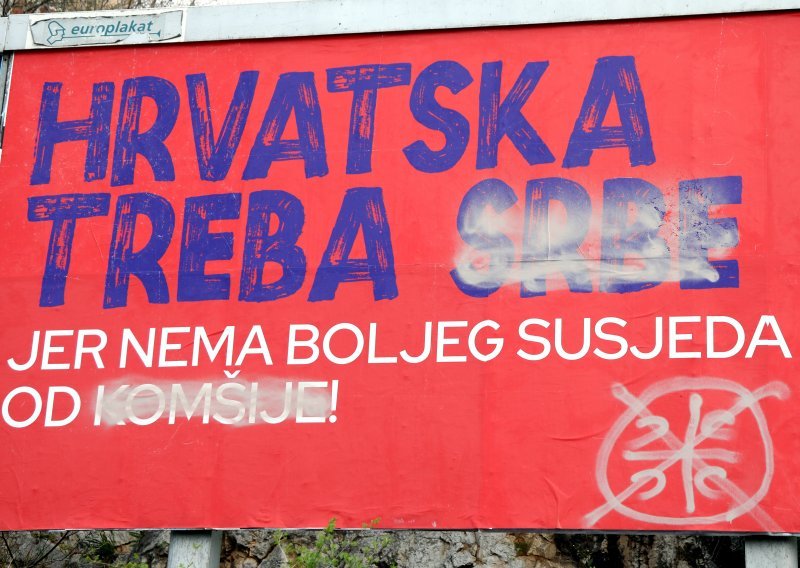 europlakat
HRVATSKA
TREBA SRBE
JER NEMA BOLJEG SUSJEDA
OD KOMŠIJE!